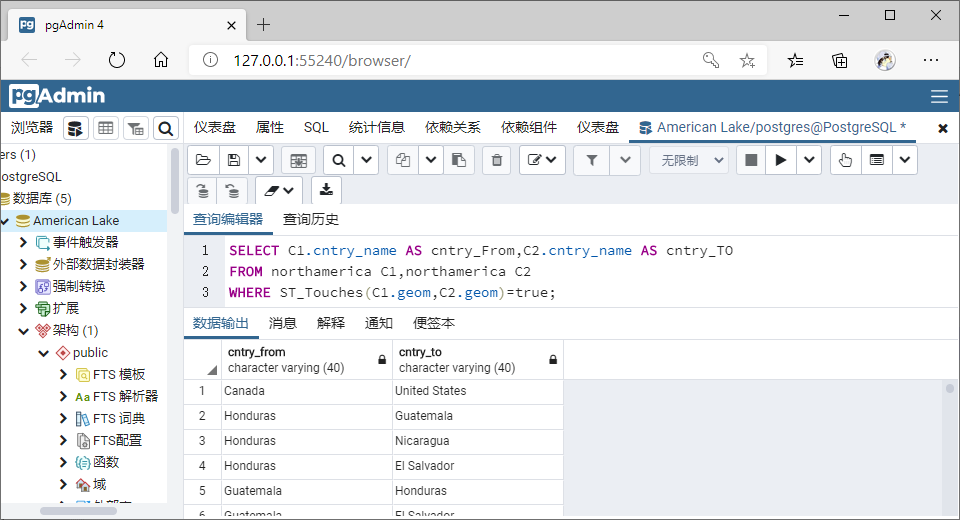 pgAdmin 4
127.0.0.1:55240/browser/
pgAdmin
浏览器
仪表盘 属性 SQL 统计信息 依赖关系 依赖组件 仪表盘 American Lake/postgres@PostgreSQL *
ers (1)
ostgreSQL
数据库 (5)
American Lake
事件触发器
外部数据封装器
强制转换
扩展
架构 (1)
public
FTS 模板
Aa FTS 解析器
FTS 词典
FTS配置
函数
域
外部表
无限制
查询编辑器 查询历史
1 SELECT C1.cntry_name AS cntry_From,C2.cntry_name AS cntry_TO
2 FROM northamerica C1,northamerica C2
3 WHERE ST_Touches(C1.geom,C2.geom)=true;
数据输出 消息 解释 通知 便签本
cntry_from cntry_to
character varying (40) character varying (40)
1 Canada United States
2 Honduras Guatemala
3 Honduras Nicaragua
4 Honduras El Salvador
5 Guatemala Honduras
6 Guatemala El Salvador